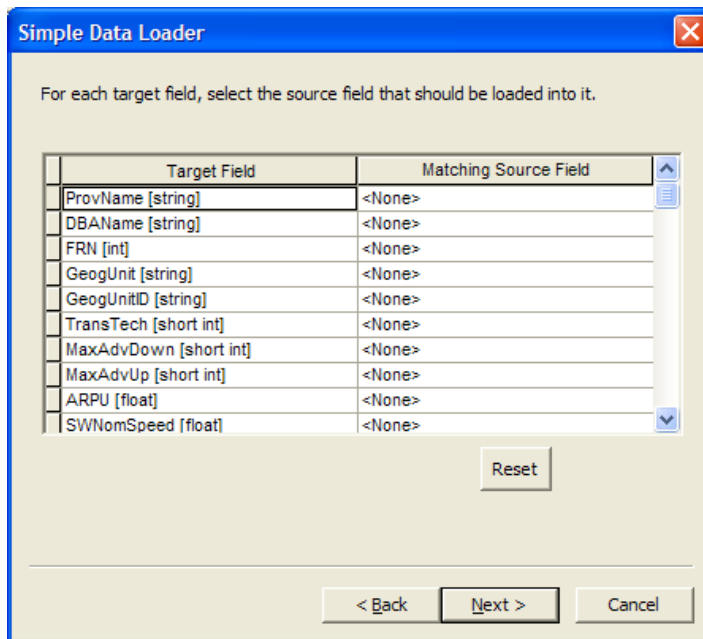 Simple Data Loader
For each target field, select the source field that should be loaded into it.
Target Field Matching Source Field
ProvName [string] <None>
DBAName [string] <None>
FRN [int] <None>
GeogUnit [string] <None>
GeogUnitID [string] <None>
TransTech [short int] <None>
MaxAdvDown [short int] <None>
MaxAdvUp [short int] <None>
ARPU [float] <None>
SWNomSpeed [float] <None>
Reset
< Back Next > Cancel